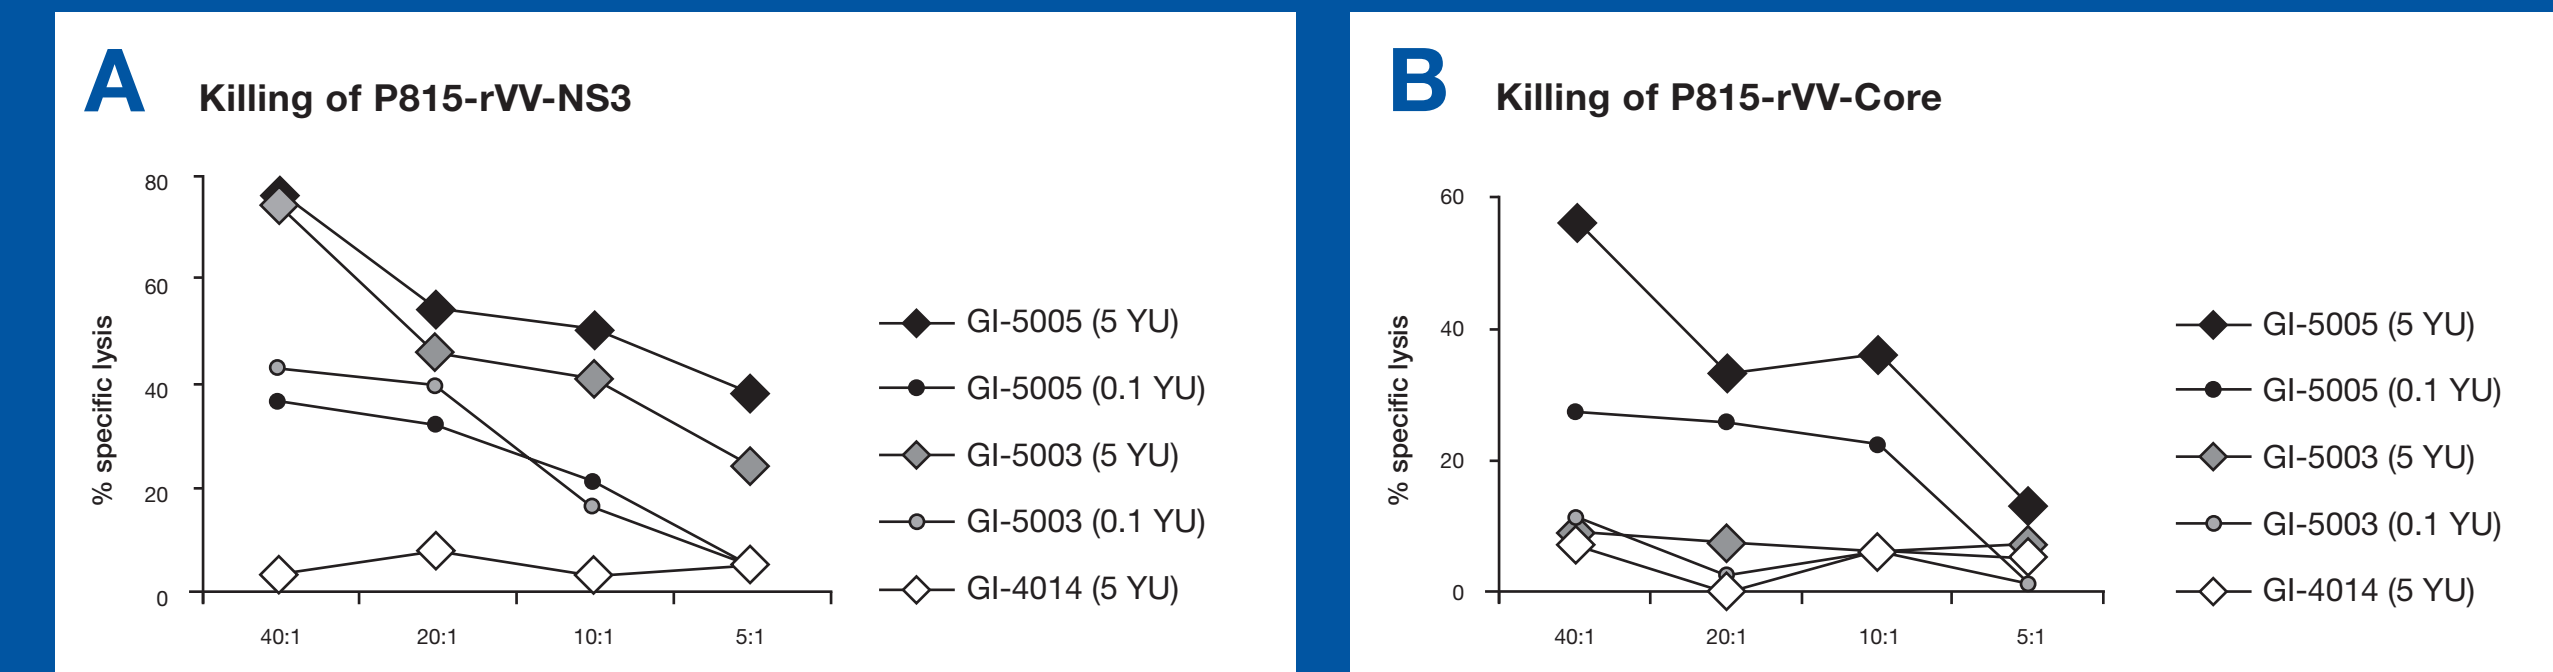 A
Killing of P815-rVV-NS3
80
60
40
20
0
% specific lysis
40:1
20:1
10:1
5:1
GI-5005 (5 YU)
GI-5005 (0.1 YU)
GI-5003 (5 YU)
GI-5003 (0.1 YU)
GI-4014 (5 YU)
B
Killing of P815-rVV-Core
60
40
20
0
% specific lysis
40:1
20:1
10:1
5:1
GI-5005 (5 YU)
GI-5005 (0.1 YU)
GI-5003 (5 YU)
GI-5003 (0.1 YU)
GI-4014 (5 YU)